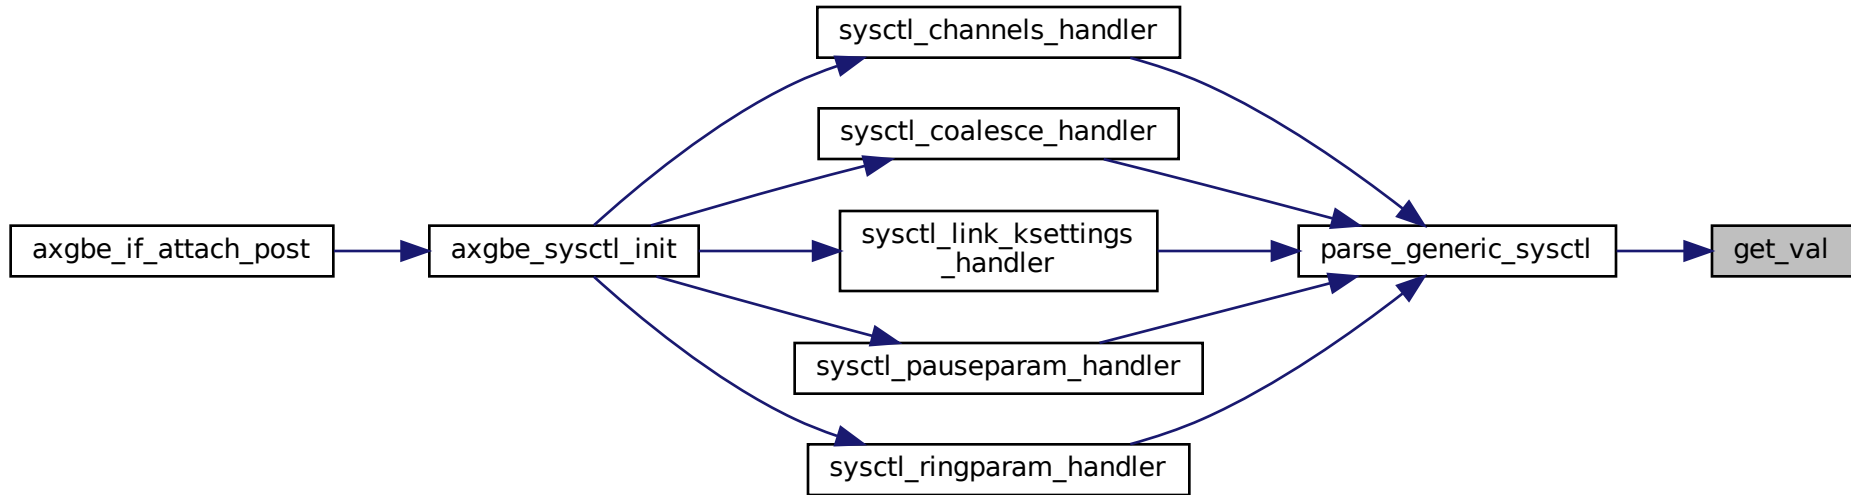 sysctl_channels_handler
sysctl_coalesce_handler
axgbe_if_attach_post
axgbe_sysctl_init
sysctl_link_ksettings
_handler
parse_generic_sysctl
get_val
sysctl_pauseparam_handler
sysctl_ringparam_handler